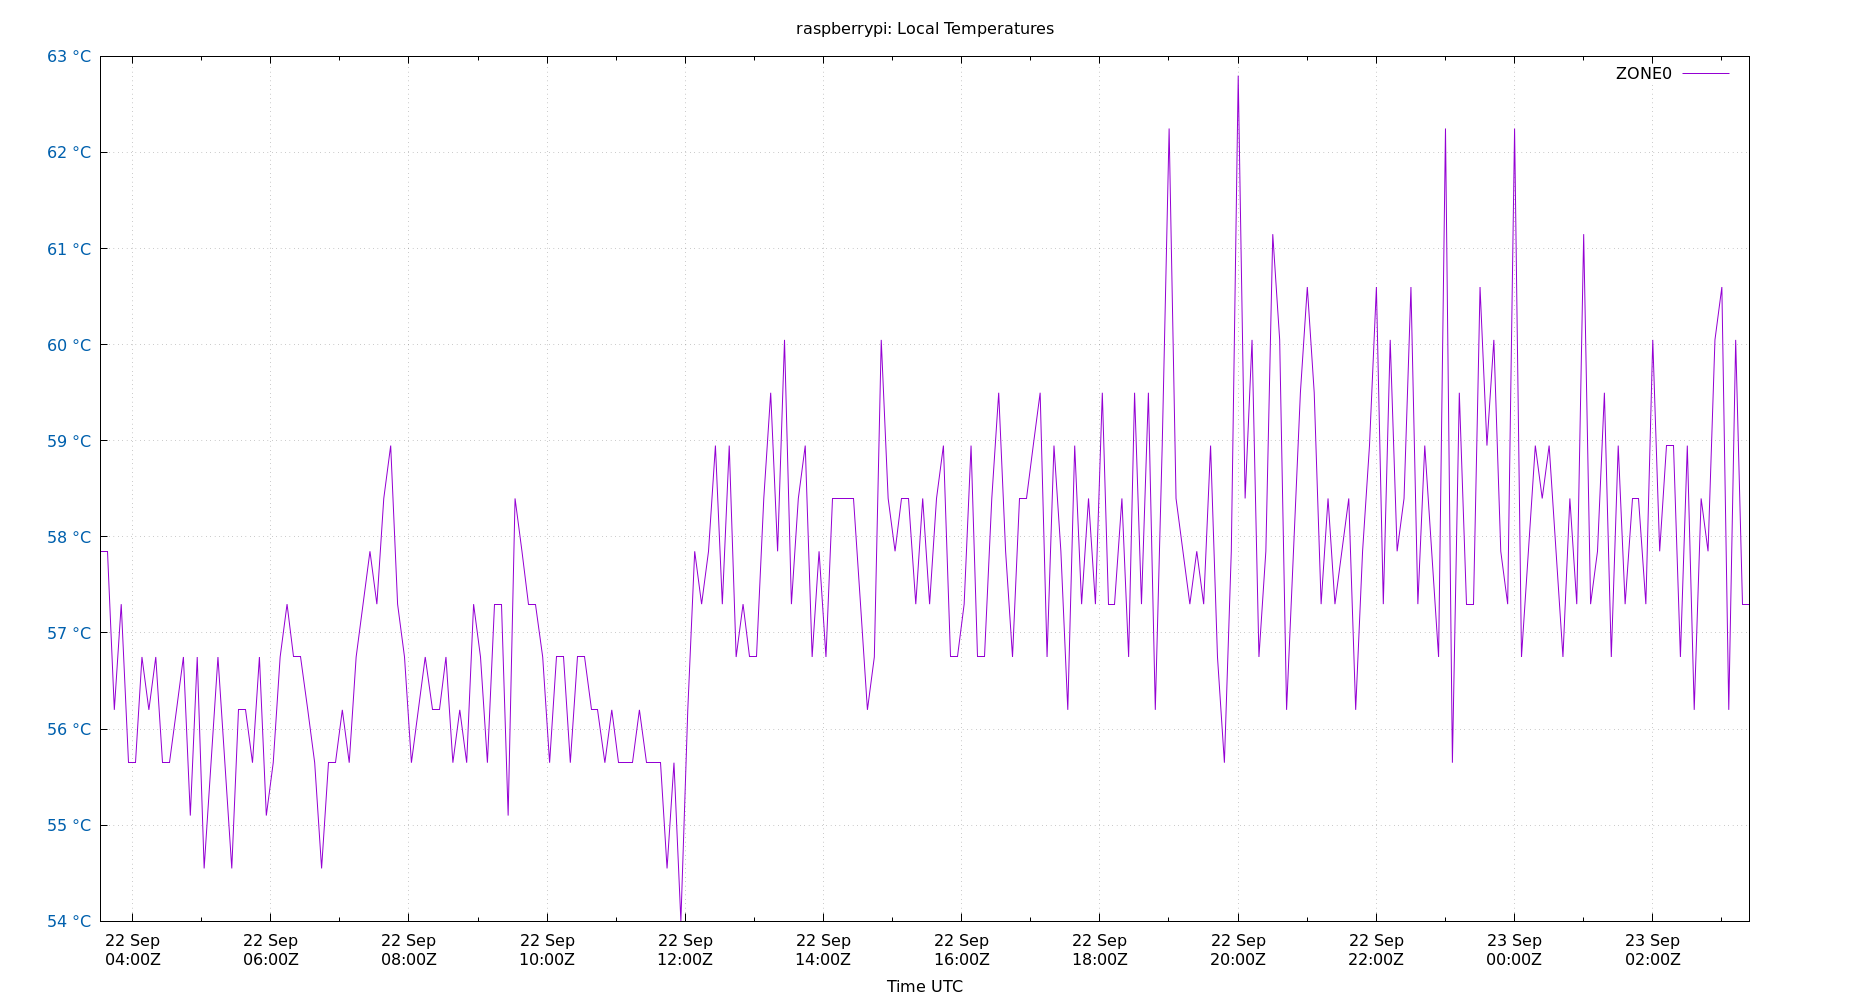 raspberrypi: Local Temperatures
63 °C
ZONE0
62 °C
61 °C
60 °C
59 °C
58 °C
57 °C
56 °C
55 °C
54 °C
22 Sep 22 Sep 22 Sep 22 Sep 22 Sep 22 Sep 22 Sep 22 Sep 22 Sep 22 Sep 23 Sep 23 Sep
04:00Z 06:00Z 08:00Z 10:00Z 12:00Z 14:00Z 16:00Z 18:00Z 20:00Z 22:00Z 00:00Z 02:00Z
Time UTC